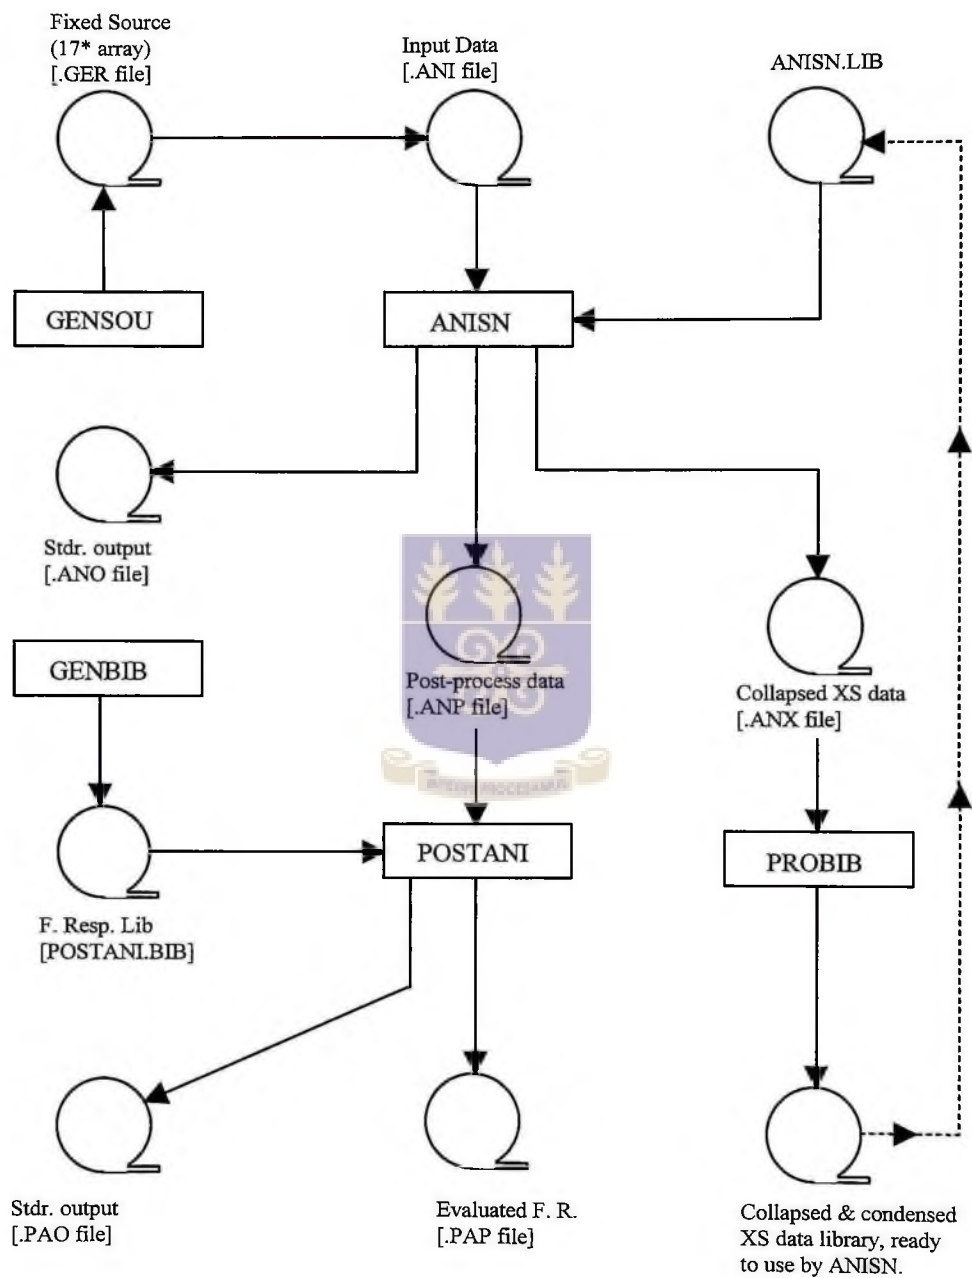 Fixed Source
(17* array)
[.GER file]
Input Data
[.ANI file]
ANISN.LIB
GENSOU
ANISN
Stdr. output
[.ANO file]
GENBIB
Post-process data
[.ANP file]
Collapsed XS data
[.ANX file]
INTEGRI PROCEDAMUS
POSTANI
PROBIB
F. Resp. Lib
[POSTANI.BIB]
Stdr. output
[.PAO file]
Evaluated F. R.
[.PAP file]
Collapsed & condensed
XS data library, ready
to use by ANISN.